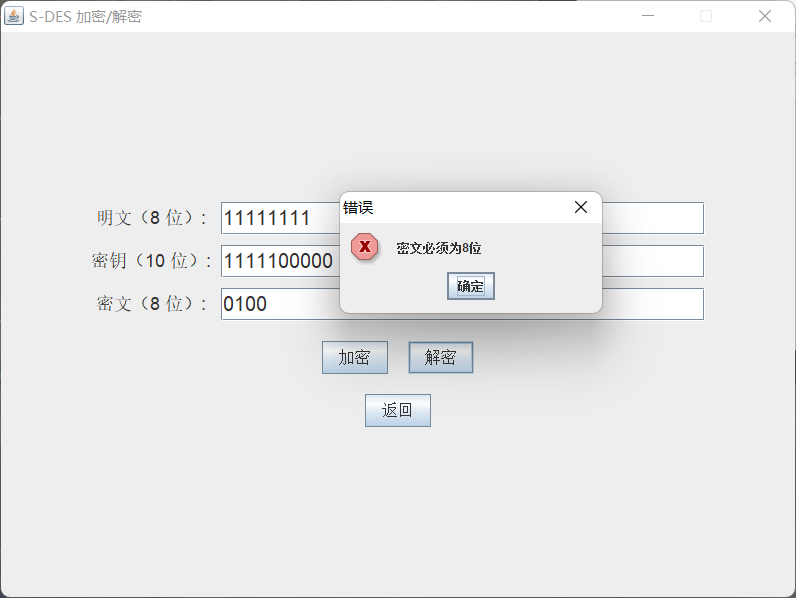 S-DES 加密/解密
明文（8 位）: 11111111
密钥（10 位）: 1111100000
密文（8 位）: 0100
错误
密文必须为8位
确定
加密 解密
返回